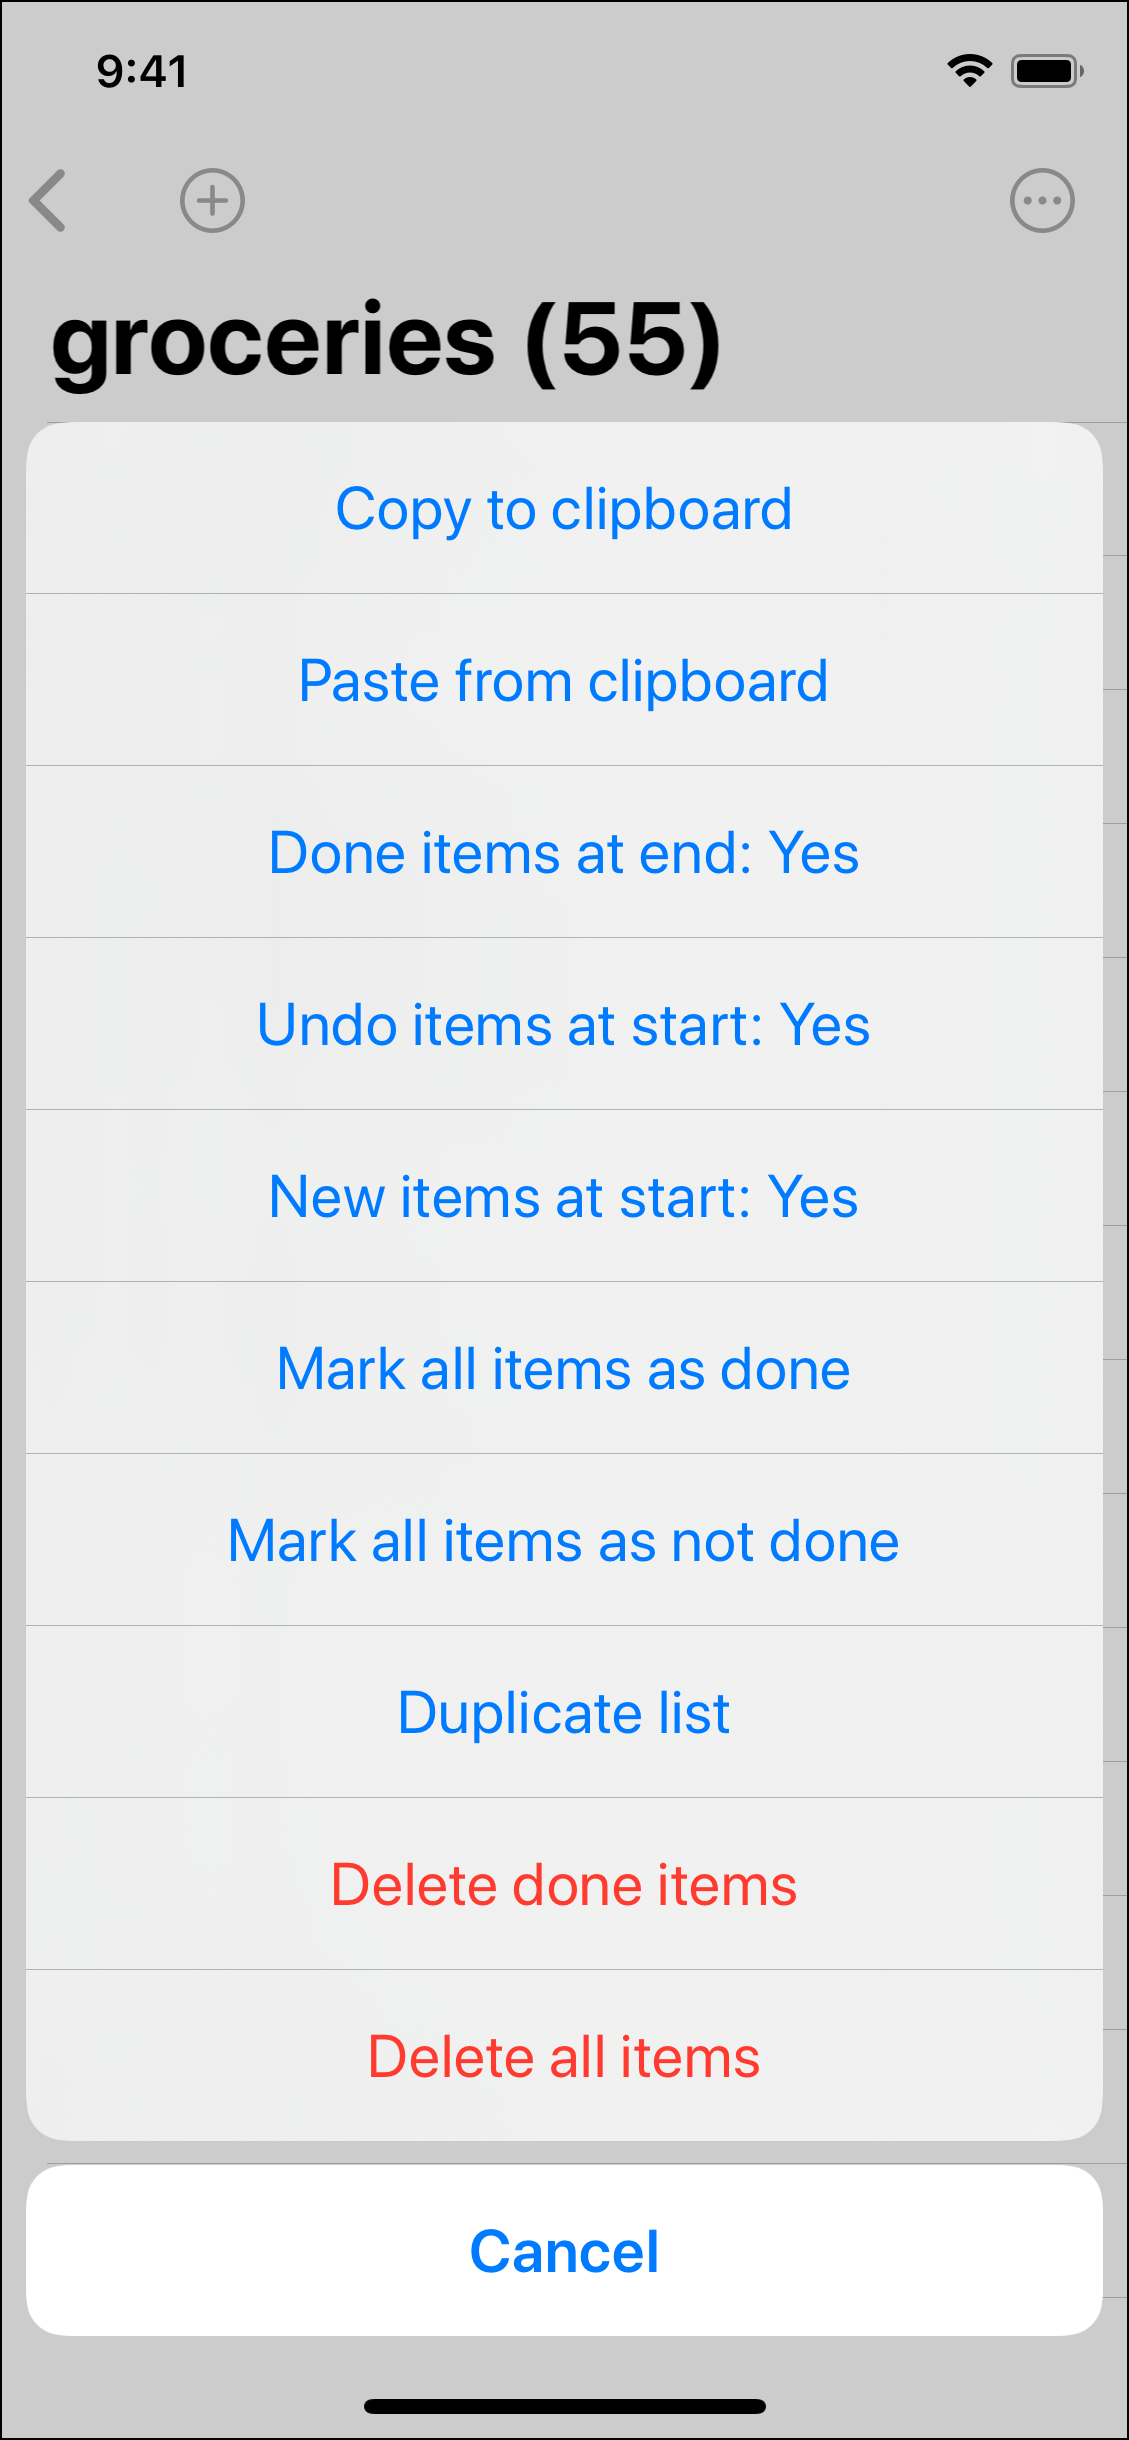 9:41
groceries (55)
Copy to clipboard
Paste from clipboard
Done items at end: Yes
Undo items at start: Yes
New items at start: Yes
Mark all items as done
Mark all items as not done
Duplicate list
Delete done items
Delete all items
Cancel